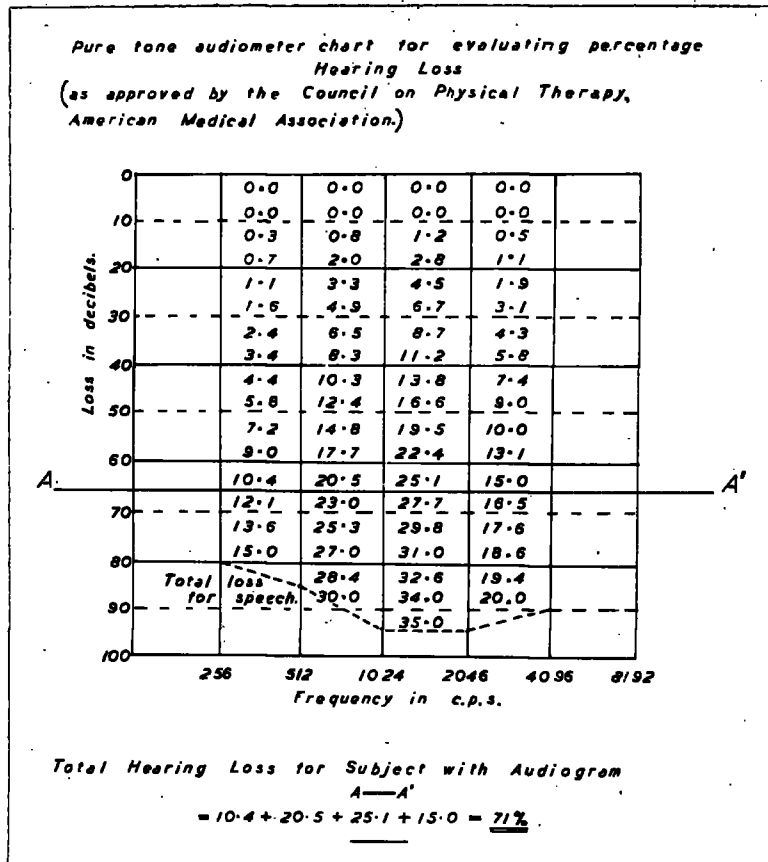 Pure tone audiometer chart for evaluating percentage
Hearing Loss
(as approved by the Council on Physical Therapy,
American Medical Association.)
0
0.0 0.0 0.0 0.0
0.0 0.0 0.0 0.0
10
0.3 0.8 1.2 0.5
0.7 2.0 2.8 1.1
20
1.1 3.3 4.5 1.9
1.6 4.9 6.7 3.1
30
2.4 6.5 8.7 4.3
3.4 8.3 11.2 5.8
40
4.4 10.3 13.8 7.4
5.8 12.4 16.6 9.0
50
7.2 14.8 19.5 10.0
9.0 17.7 22.4 13.1
60
10.4 20.5 25.1 15.0
A A'
12.1 23.0 27.7 16.5
70
13.6 25.3 29.8 17.6
15.0 27.0 31.0 18.6
80
Total loss 28.4 32.6 19.4
for speech. 30.0 34.0 20.0
90
35.0
100
Loss in decibels.
256 512 1024 2046 4096 8192
Frequency in c.p.s.
Total Hearing Loss for Subject with Audiogram
A—A'
= 10.4 + 20.5 + 25.1 + 15.0 = 71%